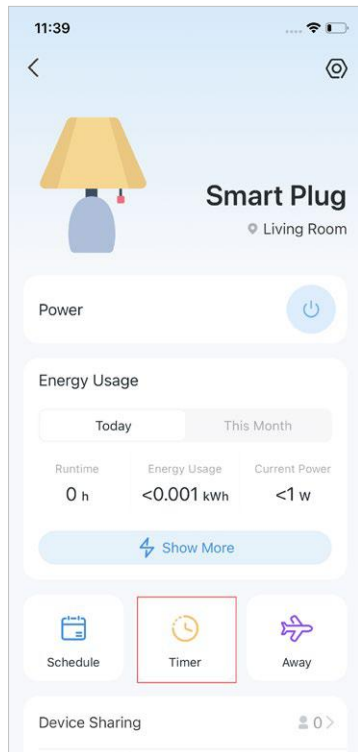 11:39
Smart Plug
Living Room
Power
Energy Usage
Today This Month
Runtime Energy Usage Current Power
0 h <0.001 kWh <1 w
Show More
Schedule Timer Away
Device Sharing 0